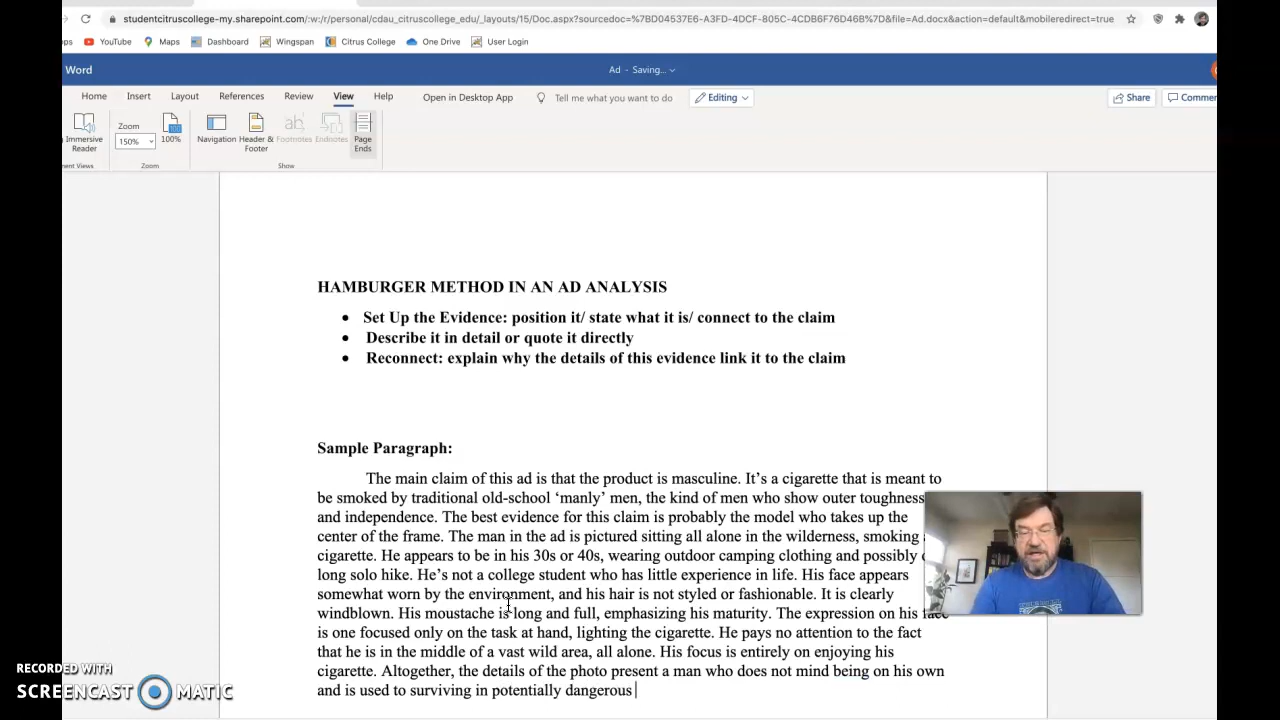 studentcitruscollege-my.sharepoint.com/:w:/r/personal/cdau_citruscollege_edu/_layouts/15/Doc.aspx?sourcedoc=%7BD04537E6-A3FD-4DCF-805C-4CDB6F76D46B%7D&file=Ad.docx&action=default&mobileredirect=true
YouTube Maps Dashboard Wingspan Citrus College One Drive User Login
Word Ad - Saving...
Home Insert Layout References Review View Help Open in Desktop App Tell me what you want to do Editing Share
Immersive Reader Zoom 150% 100% Navigation Header & Footer Footnotes Endnotes Page Ends
Zoom Show
HAMBURGER METHOD IN AN AD ANALYSIS
• Set Up the Evidence: position it/ state what it is/ connect to the claim
• Describe it in detail or quote it directly
• Reconnect: explain why the details of this evidence link it to the claim
Sample Paragraph:
The main claim of this ad is that the product is masculine. It’s a cigarette that is meant to
be smoked by traditional old-school ‘manly’ men, the kind of men who show outer toughness
and independence. The best evidence for this claim is probably the model who takes up the
center of the frame. The man in the ad is pictured sitting all alone in the wilderness, smoking
cigarette. He appears to be in his 30s or 40s, wearing outdoor camping clothing and possibly
long solo hike. He’s not a college student who has little experience in life. His face appears
somewhat worn by the environment, and his hair is not styled or fashionable. It is clearly
windblown. His moustache is long and full, emphasizing his maturity. The expression on his face
is one focused only on the task at hand, lighting the cigarette. He pays no attention to the fact
that he is in the middle of a vast wild area, all alone. His focus is entirely on enjoying his
cigarette. Altogether, the details of the photo present a man who does not mind being on his own
and is used to surviving in potentially dangerous
RECORDED WITH
SCREENCAST MATIC